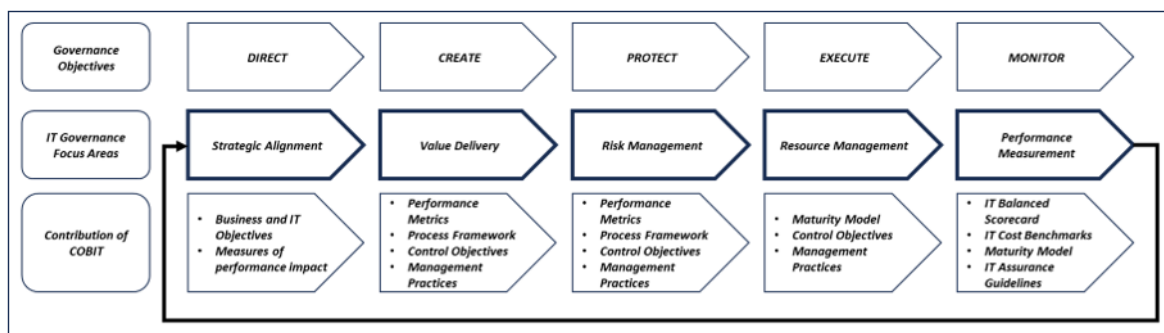 Governance
Objectives
DIRECT
CREATE
PROTECT
EXECUTE
MONITOR
IT Governance
Focus Areas
Strategic Alignment
Value Delivery
Risk Management
Resource Management
Performance
Measurement
Contribution of
COBIT
• Business and IT
Objectives
• Measures of
performance impact
• Performance
Metrics
• Process Framework
• Control Objectives
• Management
Practices
• Performance
Metrics
• Process Framework
• Control Objectives
• Management
Practices
• Maturity Model
• Control Objectives
• Management
Practices
• IT Balanced
Scorecard
• IT Cost Benchmarks
• Maturity Model
• IT Assurance
Guidelines